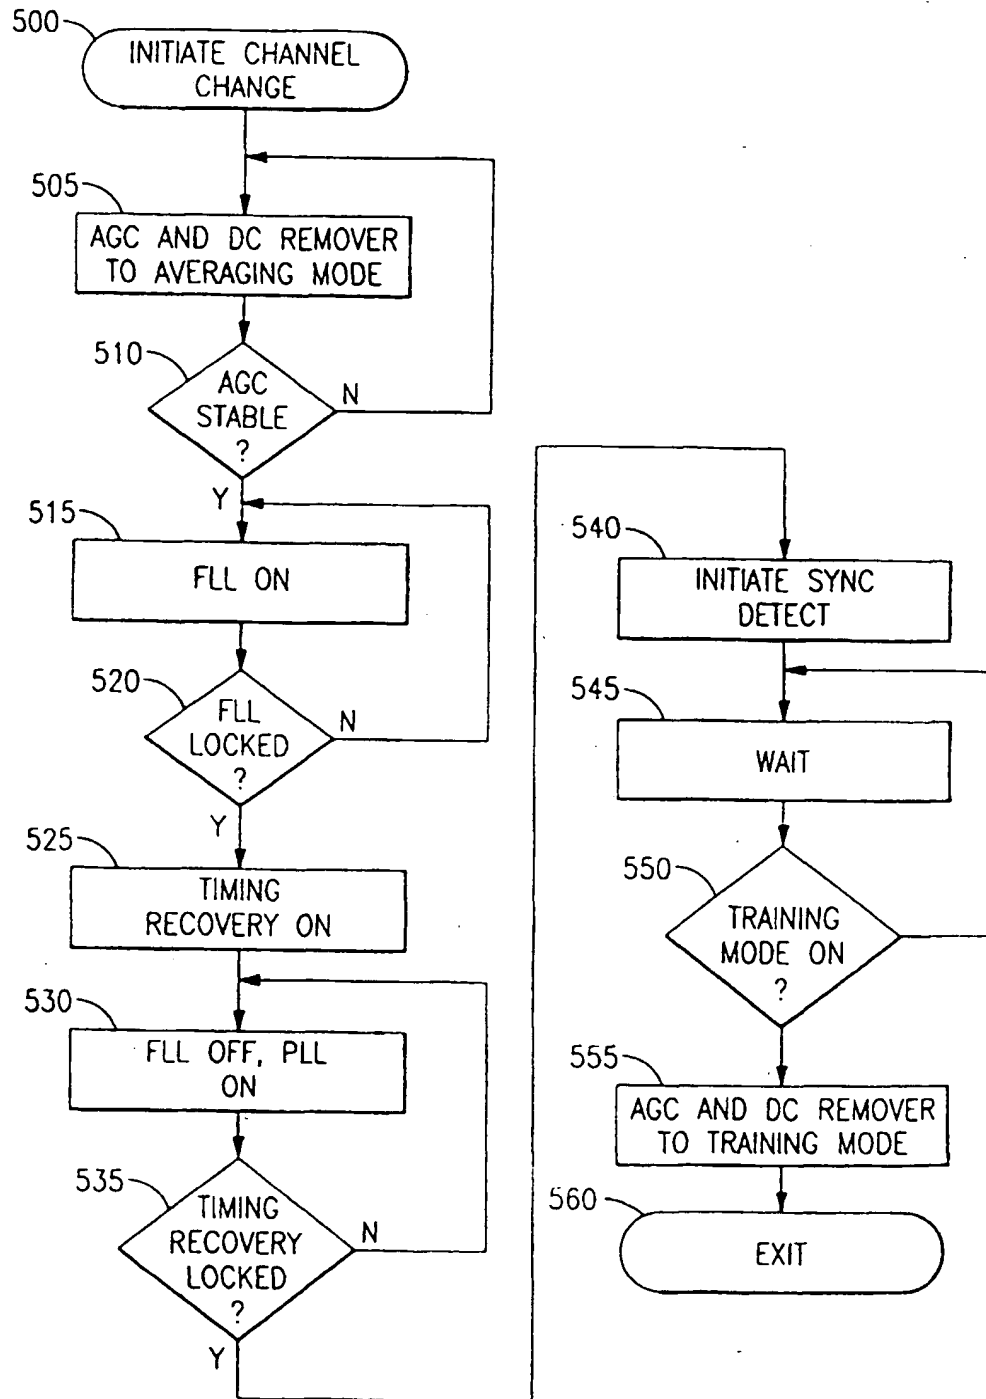 500
INITIATE CHANNEL
CHANGE
505
AGC AND DC REMOVER
TO AVERAGING MODE
510
AGC
STABLE
?
N
Y
515
FLL ON
520
FLL
LOCKED
?
N
Y
525
TIMING
RECOVERY ON
530
FLL OFF, PLL
ON
535
TIMING
RECOVERY
LOCKED
?
N
Y
540
INITIATE SYNC
DETECT
545
WAIT
550
TRAINING
MODE ON
?
555
AGC AND DC REMOVER
TO TRAINING MODE
560
EXIT